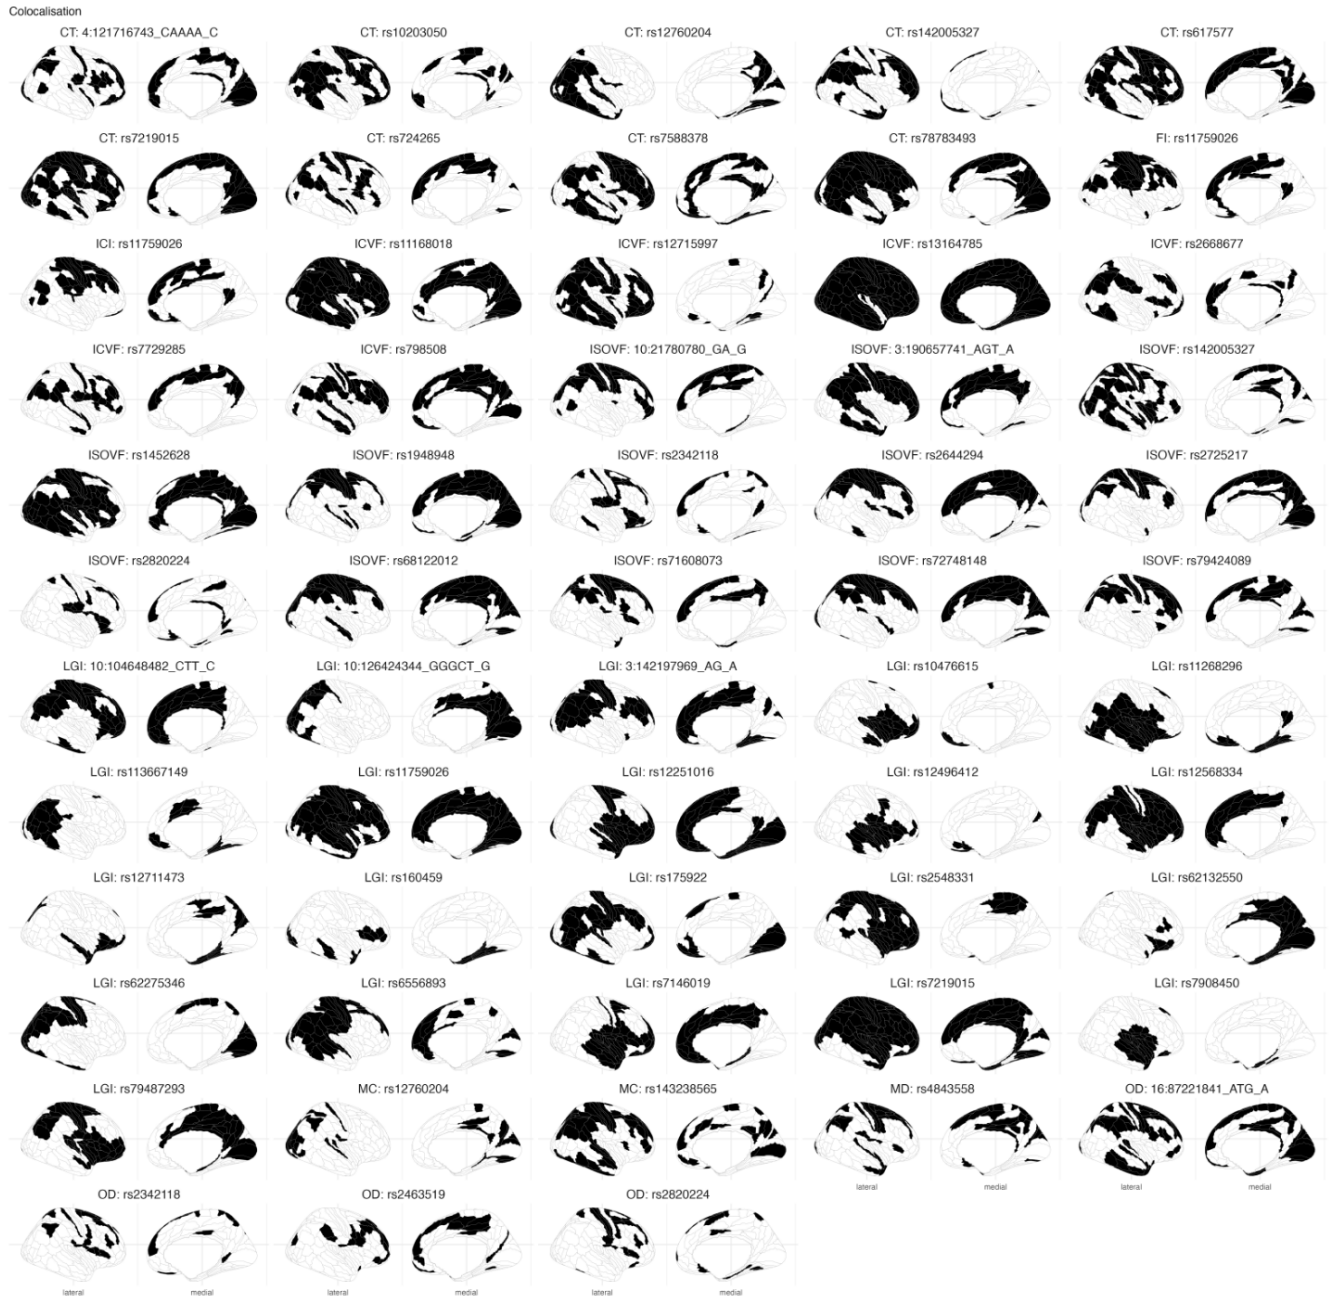 Colocalisation
CT: 4:121716743_CAAAA_C CT: rs10203050 CT: rs12760204 CT: rs142005327 CT: rs617577
CT: rs7219015 CT: rs724265 CT: rs7588378 CT: rs78783493 FI: rs11759026
ICI: rs11759026 ICVF: rs11168018 ICVF: rs12715997 ICVF: rs13164785 ICVF: rs2668677
ICVF: rs7729285 ICVF: rs798508 ISOVF: 10:21780780_GA_G ISOVF: 3:190657741_AGT_A ISOVF: rs142005327
ISOVF: rs1452628 ISOVF: rs1948948 ISOVF: rs2342118 ISOVF: rs2644294 ISOVF: rs2725217
ISOVF: rs2820224 ISOVF: rs68122012 ISOVF: rs71608073 ISOVF: rs72748148 ISOVF: rs79424089
LGI: 10:104648482_CTT_C LGI: 10:126424344_GGGCT_G LGI: 3:142197969_AG_A LGI: rs10476615 LGI: rs11268296
LGI: rs113667149 LGI: rs11759026 LGI: rs12251016 LGI: rs12496412 LGI: rs12568334
LGI: rs12711473 LGI: rs160459 LGI: rs175922 LGI: rs2548331 LGI: rs62132550
LGI: rs62275346 LGI: rs6556893 LGI: rs7146019 LGI: rs7219015 LGI: rs7908450
LGI: rs79487293 MC: rs12760204 MC: rs143238565 MD: rs4843558 OD: 16:87221841_ATG_A
lateral medial lateral medial
OD: rs2342118 OD: rs2463519 OD: rs2820224
lateral medial lateral medial lateral medial